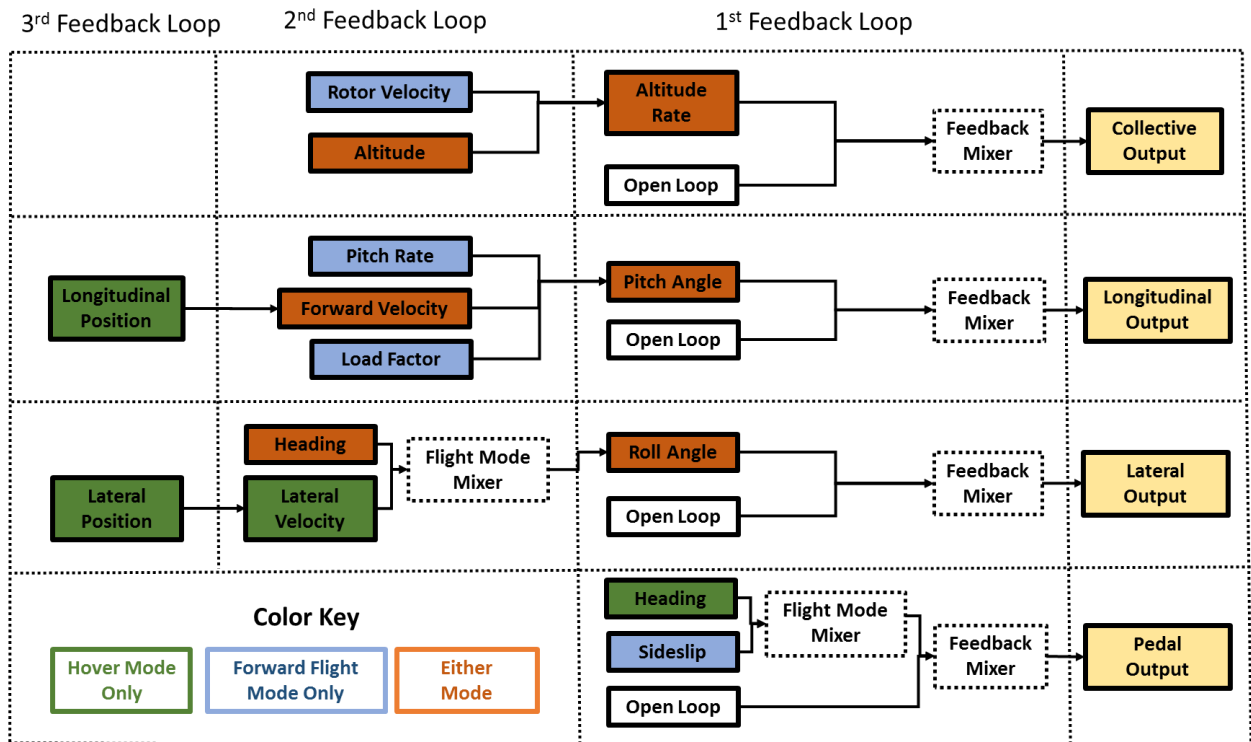 3rd Feedback Loop
2nd Feedback Loop
1st Feedback Loop
Rotor Velocity
Altitude
Altitude
Rate
Open Loop
Feedback
Mixer
Collective
Output
Longitudinal
Position
Pitch Rate
Forward Velocity
Load Factor
Pitch Angle
Open Loop
Feedback
Mixer
Longitudinal
Output
Lateral
Position
Heading
Lateral
Velocity
Flight Mode
Mixer
Roll Angle
Open Loop
Feedback
Mixer
Lateral
Output
Color Key
Hover Mode
Only
Forward Flight
Mode Only
Either
Mode
Heading
Sideslip
Open Loop
Flight Mode
Mixer
Feedback
Mixer
Pedal
Output